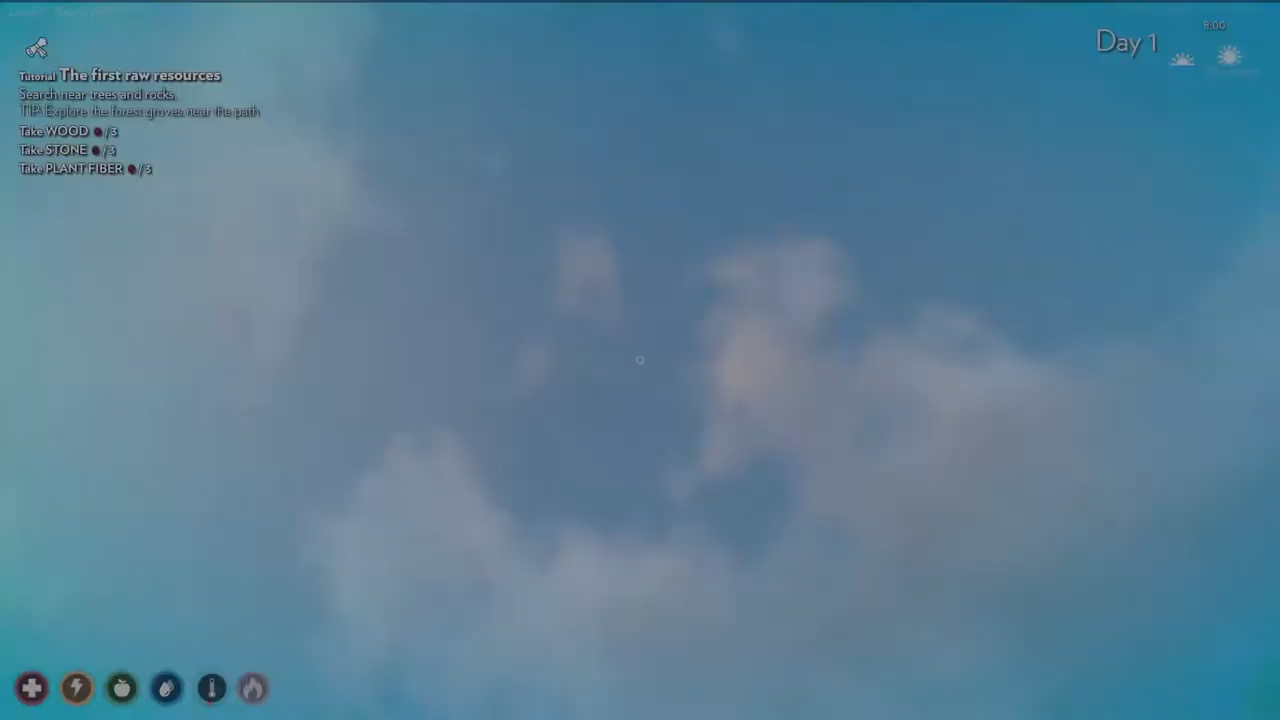 8:00
Day 1
Tutorial The first raw resources
Search near trees and rocks.
TIP: Explore the forest groves near the path
Take WOOD 0 / 3
Take STONE 0 / 3
Take PLANT FIBER 0 / 3